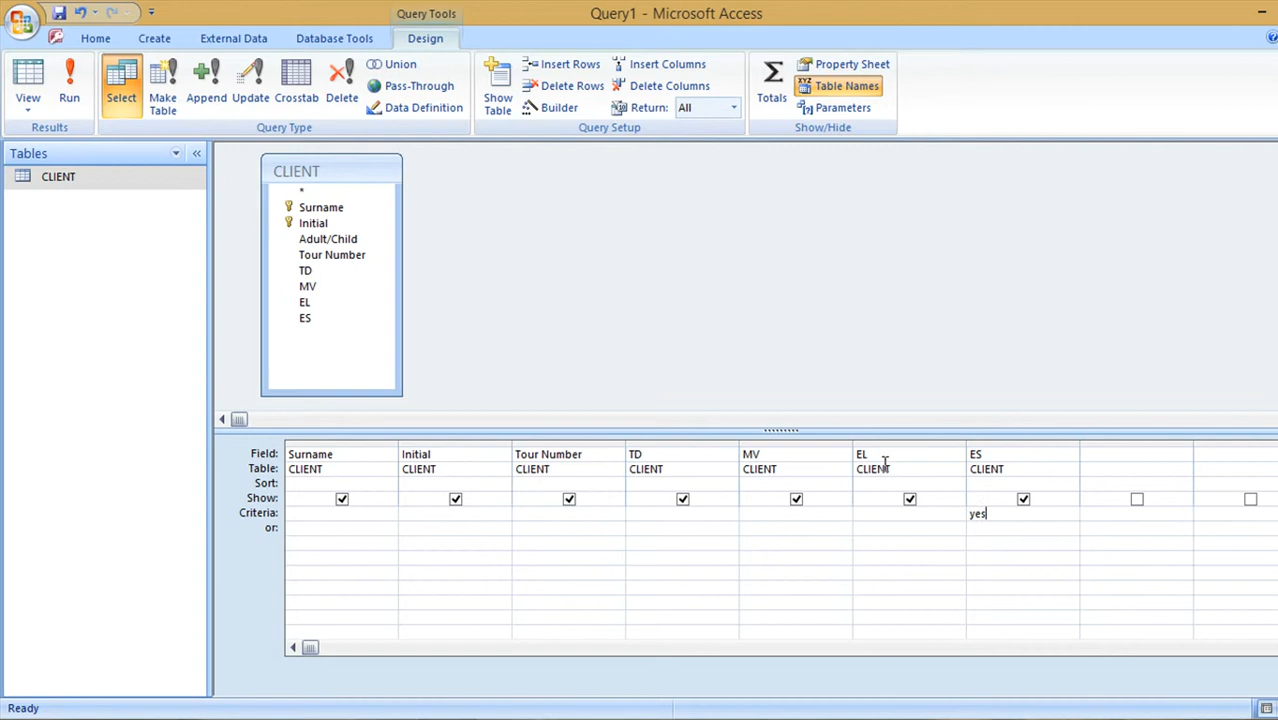 Query Tools
Query1 - Microsoft Access
Home Create External Data Database Tools Design
View Run Select Make Table Append Update Crosstab Delete
Union
Pass-Through
Data Definition
Show Table
Insert Rows
Delete Rows
Builder
Insert Columns
Delete Columns
Return: All
Totals
Property Sheet
XYZ Table Names
Parameters
Results Query Type Query Setup Show/Hide
Tables
CLIENT
CLIENT
*
Surname
Initial
Adult/Child
Tour Number
TD
MV
EL
ES
Field: Surname Initial Tour Number TD MV EL ES
Table: CLIENT CLIENT CLIENT CLIENT CLIENT CLIENT CLIENT
Sort:
Show:
Criteria: yes
or:
Ready